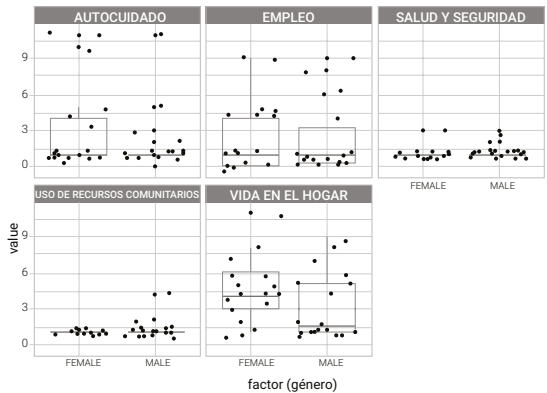 AUTOCUIDADO EMPLEO SALUD Y SEGURIDAD
9
3
0
FEMALE MALE
USO DE RECURSOS COMUNITARIOS VIDA EN EL HOGAR
value
9
6
3
0
FEMALE MALE FEMALE MALE
factor (género)